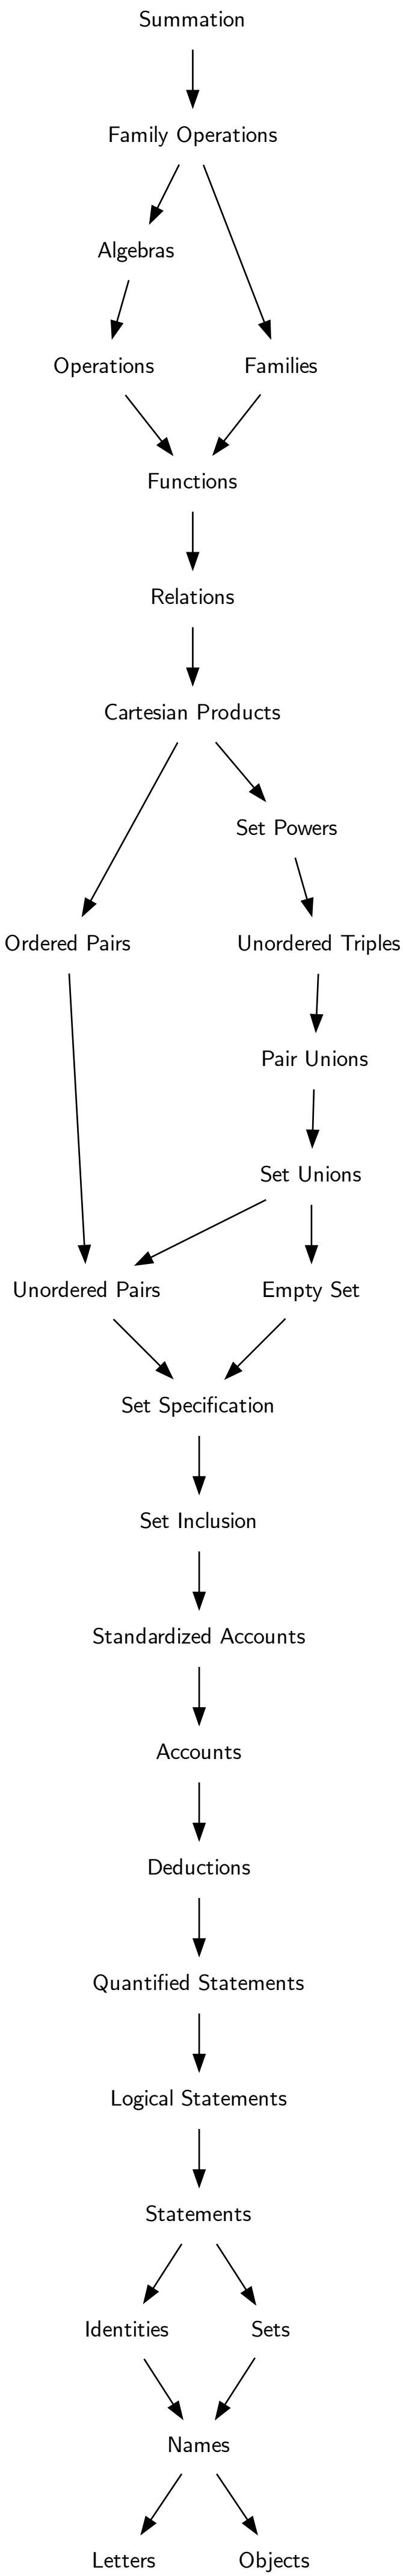 Summation
Family Operations
Algebras
Operations
Families
Functions
Relations
Cartesian Products
Set Powers
Ordered Pairs
Unordered Triples
Pair Unions
Set Unions
Unordered Pairs
Empty Set
Set Specification
Set Inclusion
Standardized Accounts
Accounts
Deductions
Quantified Statements
Logical Statements
Statements
Identities
Sets
Names
Letters
Objects